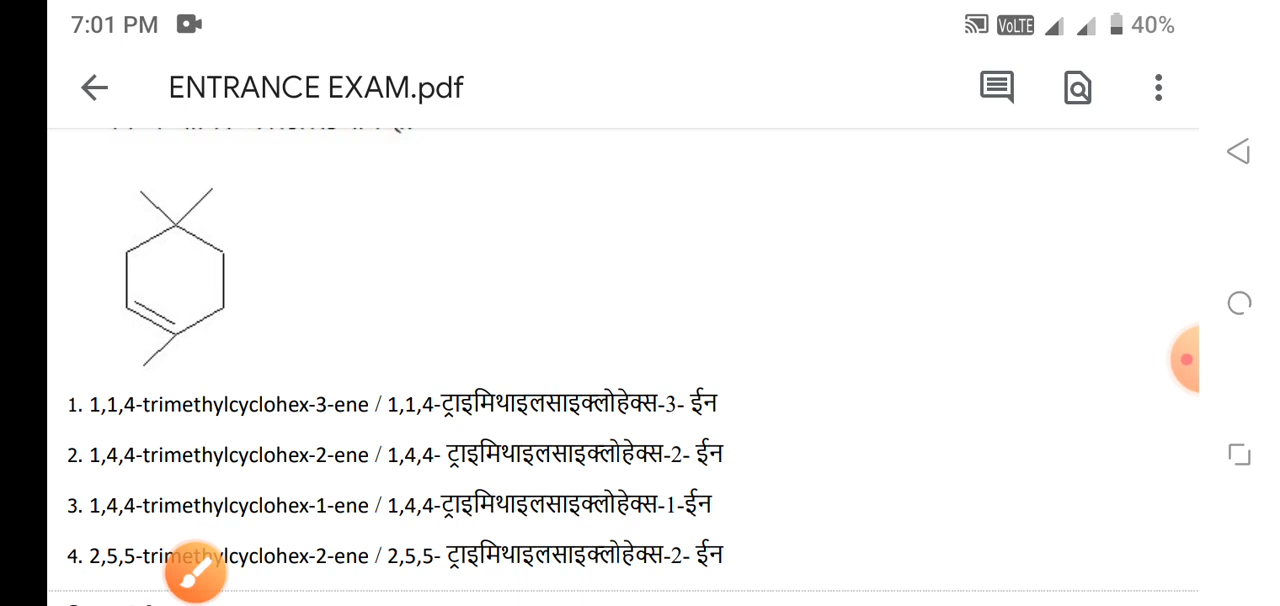 7:01 PM VoLTE 40%
ENTRANCE EXAM.pdf
1. 1,1,4-trimethylcyclohex-3-ene / 1,1,4-ट्राइमिथाइलसाइक्लोहेक्स-3- ईन
2. 1,4,4-trimethylcyclohex-2-ene / 1,4,4- ट्राइमिथाइलसाइक्लोहेक्स-2- ईन
3. 1,4,4-trimethylcyclohex-1-ene / 1,4,4-ट्राइमिथाइलसाइक्लोहेक्स-1-ईन
4. 2,5,5-trimethylcyclohex-2-ene / 2,5,5- ट्राइमिथाइलसाइक्लोहेक्स-2- ईन